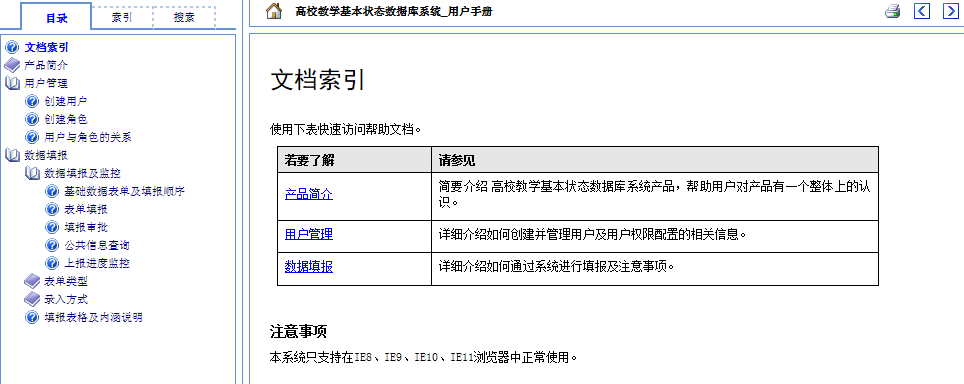 目录
索引
搜索
高校教学基本状态数据库系统_用户手册
文档索引
产品简介
用户管理
创建用户
创建角色
用户与角色的关系
数据填报
数据填报及监控
基础数据表单及填报顺序
表单填报
填报审批
公共信息查询
上报进度监控
表单类型
录入方式
填报表格及内涵说明
文档索引
使用下表快速访问帮助文档。
若要了解
请参见
产品简介
简要介绍 高校教学基本状态数据库系统产品，帮助用户对产品有一个整体上的认
识。
用户管理
详细介绍如何创建并管理用户及用户权限配置的相关信息。
数据填报
详细介绍如何通过系统进行填报及注意事项。
注意事项
本系统只支持在IE8、IE9、IE10、IE11浏览器中正常使用。